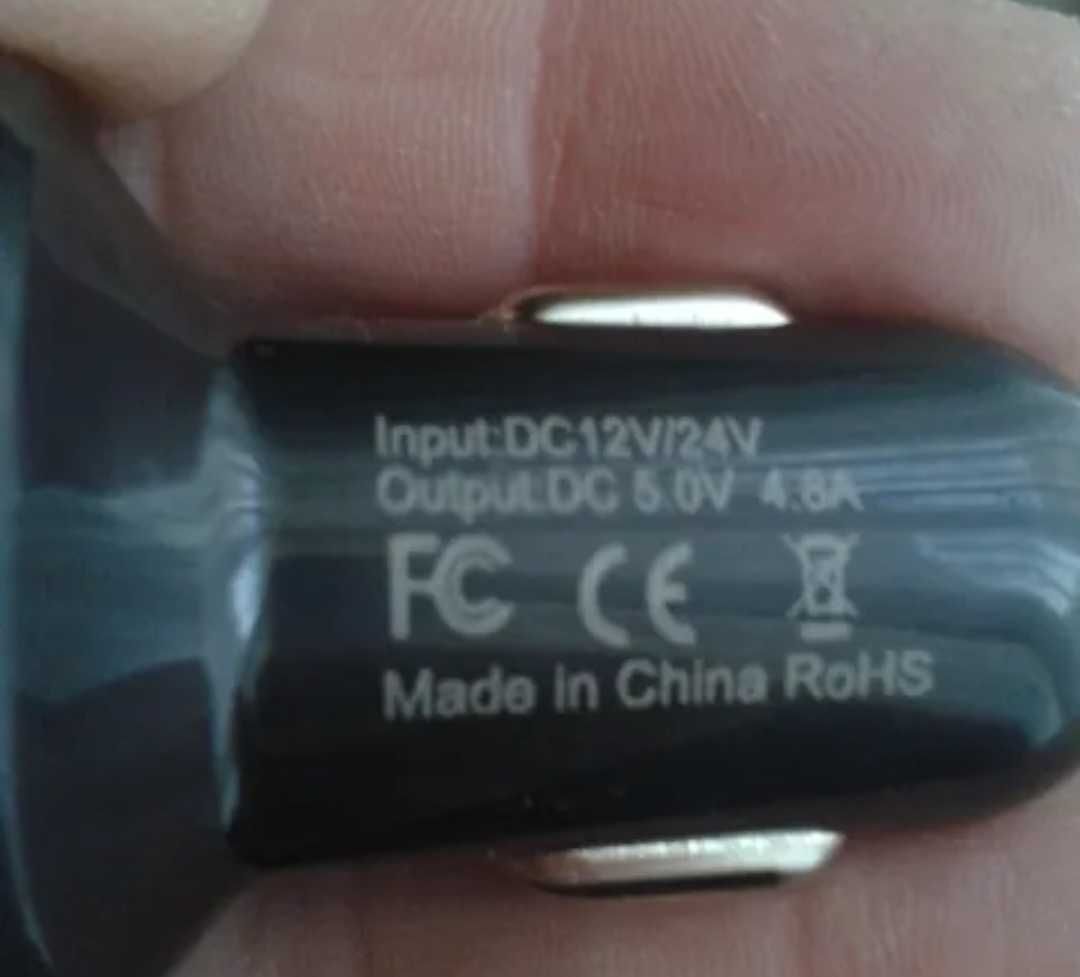 Input:DC12V/24V
Output:DC 5.0V 4.8A
FC CE
Made in China RoHS